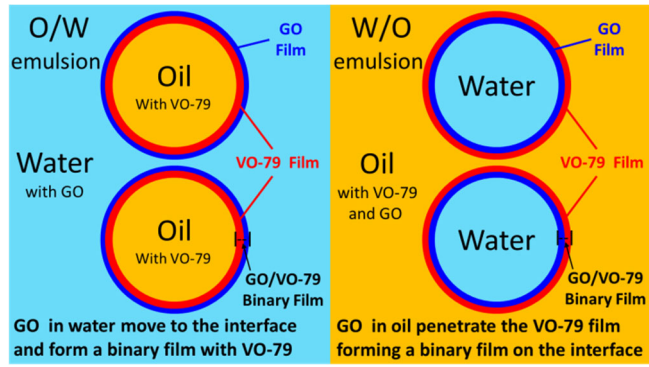 O/W
emulsion
GO
Film
Oil
With VO-79
Water
with GO
VO-79 Film
Oil
With VO-79
GO/VO-79
Binary Film
GO in water move to the interface
and form a binary film with VO-79
W/O
emulsion
GO
Film
Water
VO-79 Film
Oil
with VO-79
and GO
Water
GO/VO-79
Binary Film
GO in oil penetrate the VO-79 film
forming a binary film on the interface